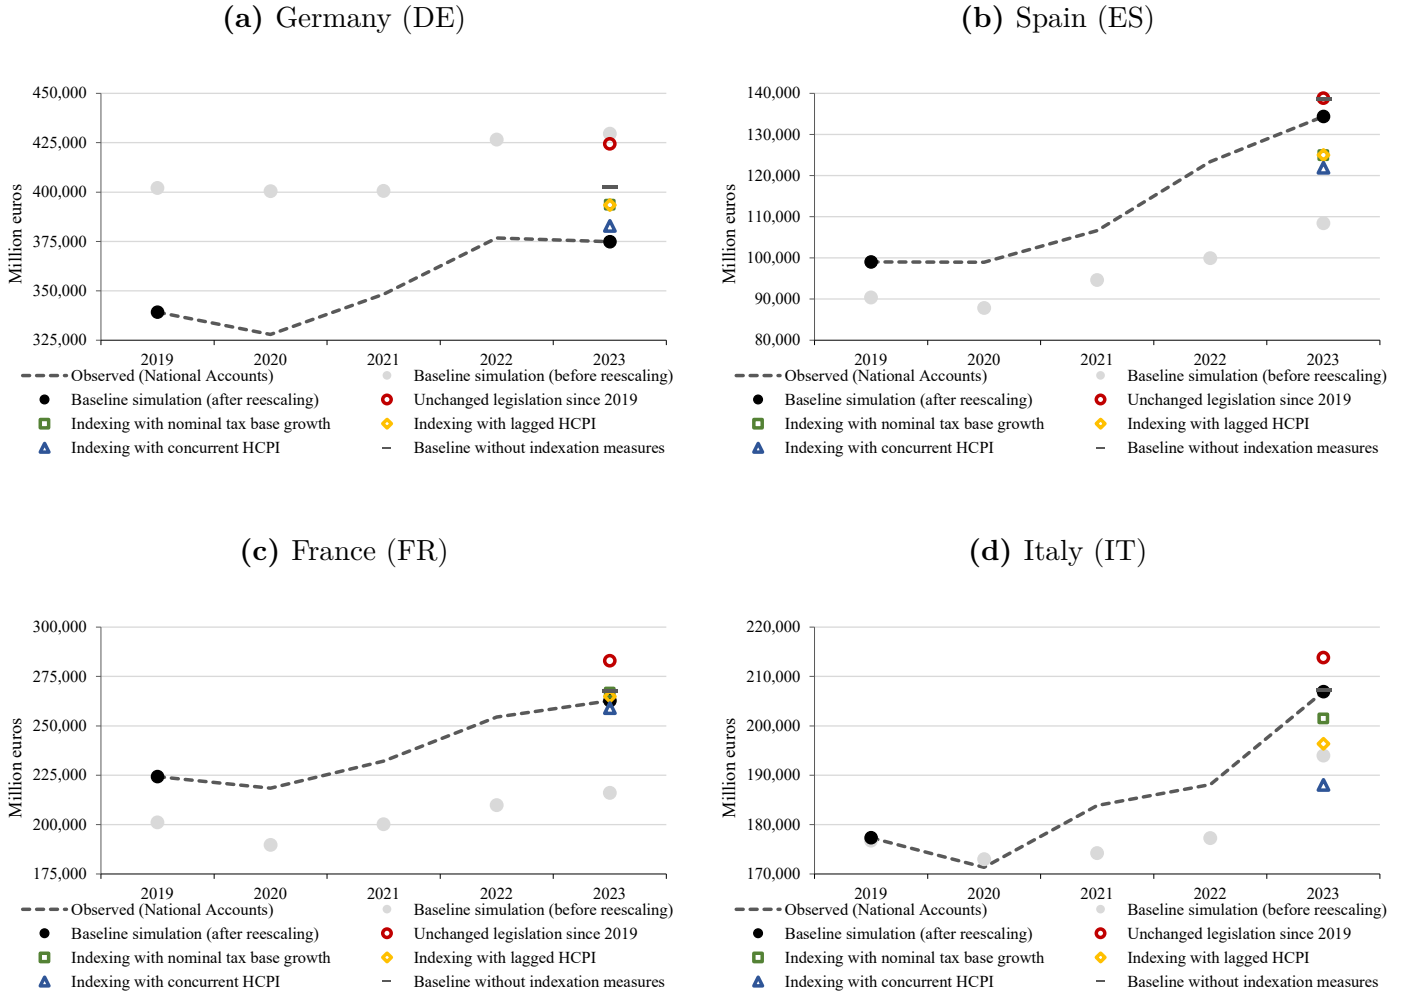 (a) Germany (DE)
Million euros
450,000
425,000
400,000
375,000
350,000
325,000
2019 2020 2021 2022 2023
Observed (National Accounts) Baseline simulation (before reescaling)
Baseline simulation (after rescaling) Unchanged legislation since 2019
Indexing with nominal tax base growth Indexing with lagged HCPI
Indexing with concurrent HCPI Baseline without indexation measures
(b) Spain (ES)
Million euros
140,000
130,000
120,000
110,000
100,000
90,000
80,000
2019 2020 2021 2022 2023
Observed (National Accounts) Baseline simulation (before reescaling)
Baseline simulation (after rescaling) Unchanged legislation since 2019
Indexing with nominal tax base growth Indexing with lagged HCPI
Indexing with concurrent HCPI Baseline without indexation measures
(c) France (FR)
Million euros
300,000
275,000
250,000
225,000
200,000
175,000
2019 2020 2021 2022 2023
Observed (National Accounts) Baseline simulation (before reescaling)
Baseline simulation (after rescaling) Unchanged legislation since 2019
Indexing with nominal tax base growth Indexing with lagged HCPI
Indexing with concurrent HCPI Baseline without indexation measures
(d) Italy (IT)
Million euros
220,000
210,000
200,000
190,000
180,000
170,000
2019 2020 2021 2022 2023
Observed (National Accounts) Baseline simulation (before reescaling)
Baseline simulation (after rescaling) Unchanged legislation since 2019
Indexing with nominal tax base growth Indexing with lagged HCPI
Indexing with concurrent HCPI Baseline without indexation measures